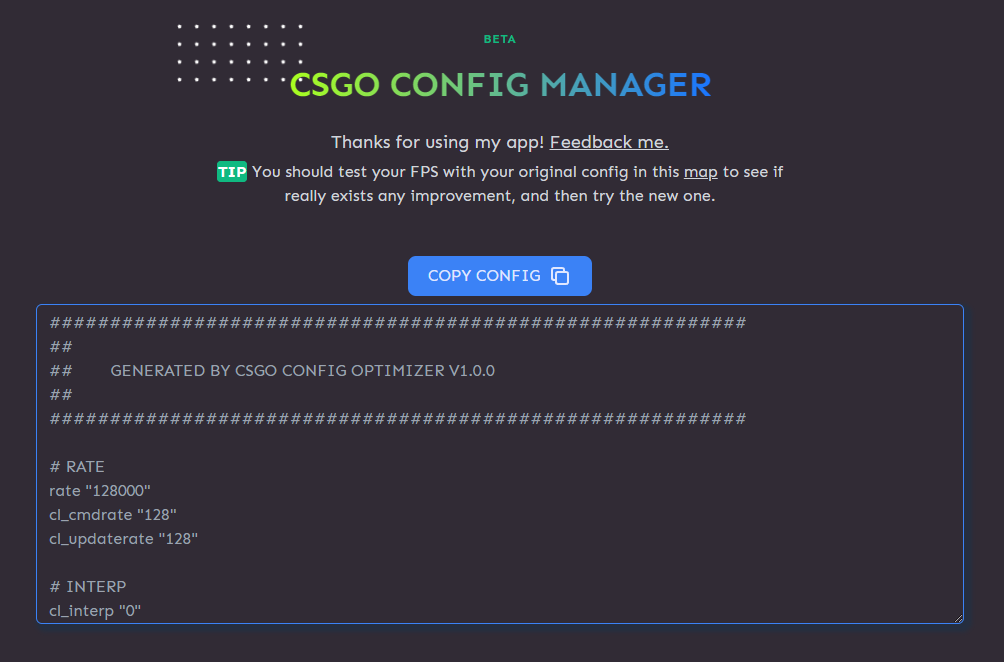 BETA
CSGO CONFIG MANAGER
Thanks for using my app! Feedback me.
TIP You should test your FPS with your original config in this map to see if
really exists any improvement, and then try the new one.
COPY CONFIG
##########################################################
##
## GENERATED BY CSGO CONFIG OPTIMIZER V1.0.0
##
##########################################################
# RATE
rate "128000"
cl_cmdrate "128"
cl_updaterate "128"
# INTERP
cl_interp "0"